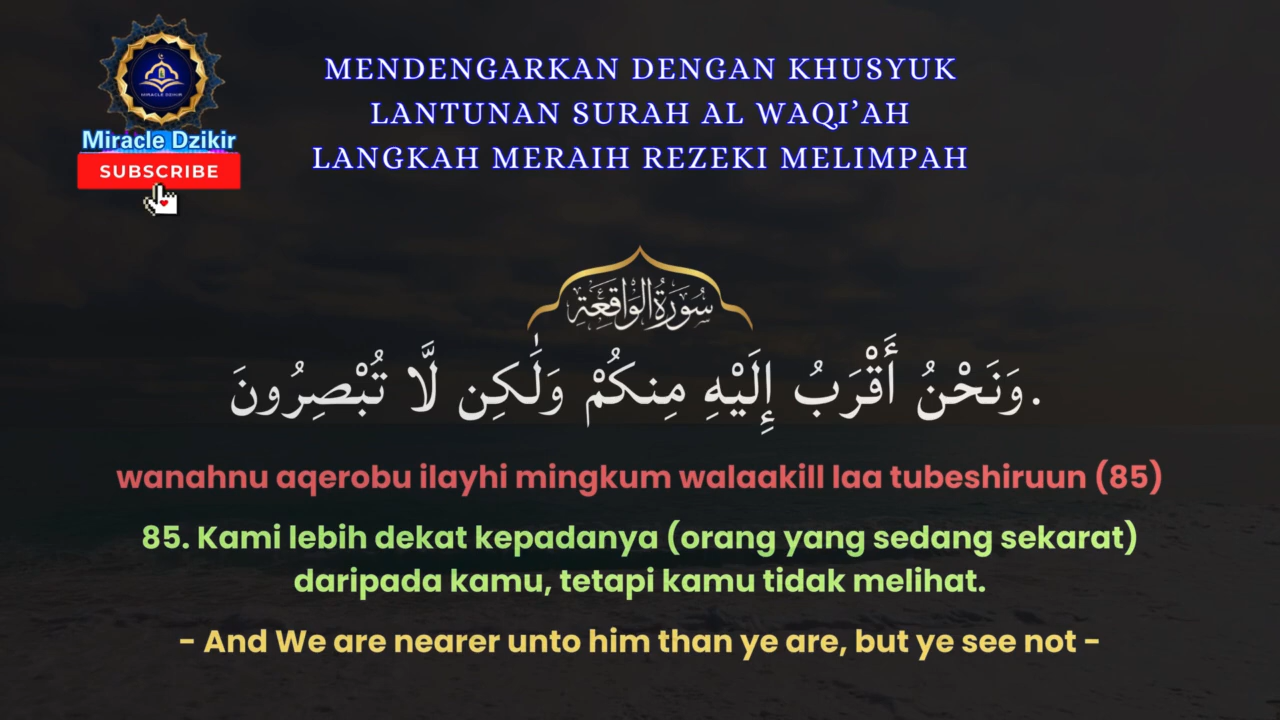 MIRACLE DZIKIR
Miracle Dzikir
SUBSCRIBE
MENDENGARKAN DENGAN KHUSYUK
LANTUNAN SURAH AL WAQI’AH
LANGKAH MERAIH REZEKI MELIMPAH
سُورَةُ الْوَاقِعَةِ
وَنَحْنُ أَقْرَبُ إِلَيْهِ مِنكُمْ وَلَٰكِن لَّا تُبْصِرُونَ.
wanahnu aqerobu ilayhi mingkum walaakill laa tubeshiruun (85)
85. Kami lebih dekat kepadanya (orang yang sedang sekarat)
daripada kamu, tetapi kamu tidak melihat.
- And We are nearer unto him than ye are, but ye see not -